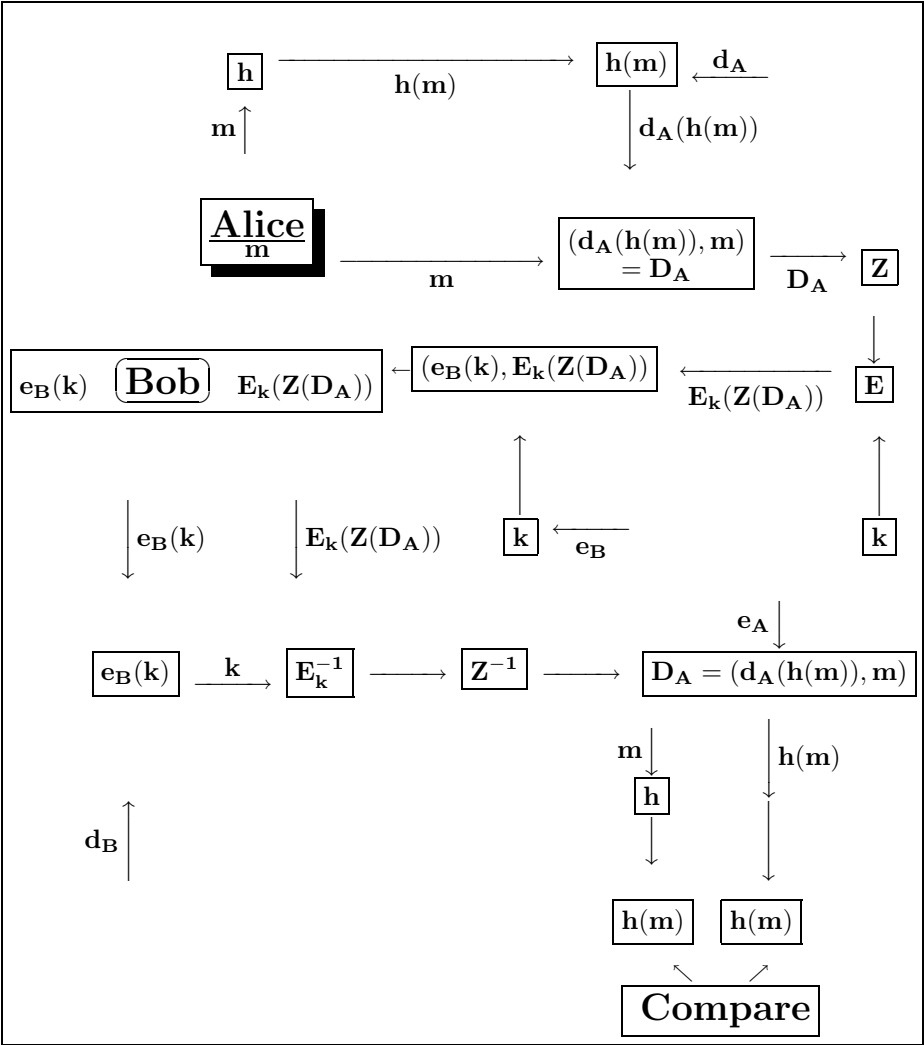 h
h(m)
h(m)
d_A
m
d_A(h(m))
Alice
m
m
(d_A(h(m)), m)
= D_A
D_A
Z
e_B(k) Bob E_k(Z(D_A))
(e_B(k), E_k(Z(D_A)))
E_k(Z(D_A))
E
e_B(k)
E_k(Z(D_A))
k
e_B
k
e_A
e_B(k)
k
E_k^{-1}
Z^{-1}
D_A = (d_A(h(m)), m)
m
h(m)
h
d_B
h(m)
h(m)
Compare